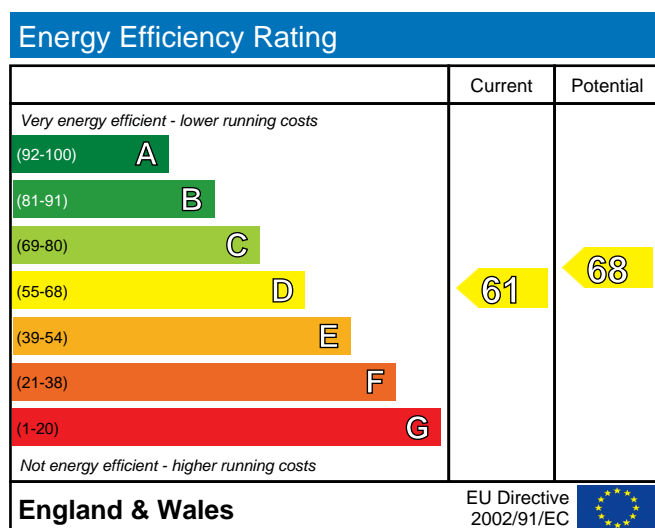 Energy Efficiency Rating
Current Potential
Very energy efficient - lower running costs
(92-100) A
(81-91) B
(69-80) C
(55-68) D
61
68
(39-54) E
(21-38) F
(1-20) G
Not energy efficient - higher running costs
England & Wales
EU Directive
2002/91/EC